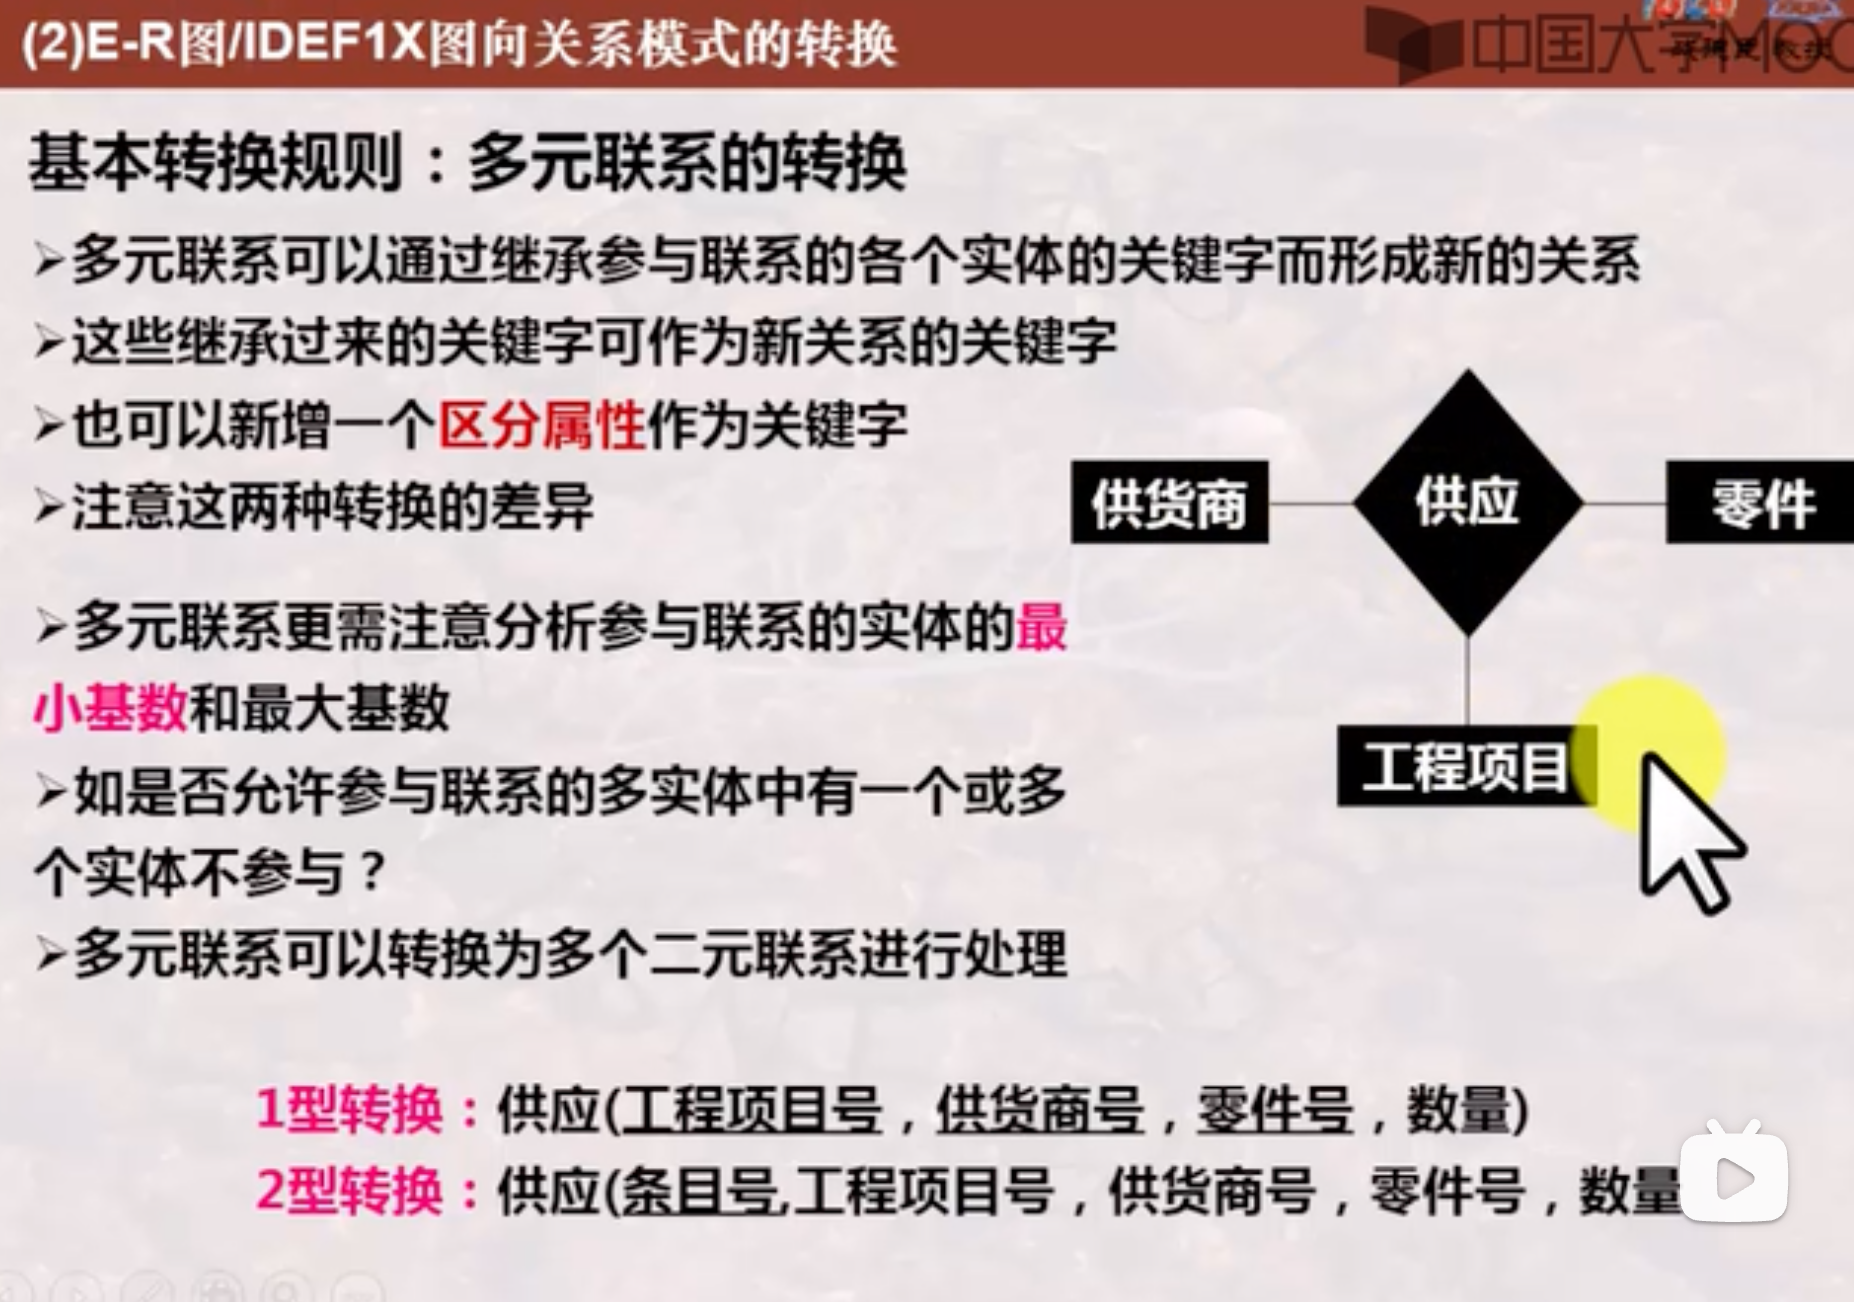 (2)E-R图/IDEF1X图向关系模式的转换
中国大学MOO
基本转换规则：多元联系的转换
➢多元联系可以通过继承参与联系的各个实体的关键字而形成新的关系
➢这些继承过来的关键字可作为新关系的关键字
➢也可以新增一个区分属性作为关键字
➢注意这两种转换的差异
供货商
供应
零件
工程项目
➢多元联系更需注意分析参与联系的实体的最
小基数和最大基数
➢如是否允许参与联系的多实体中有一个或多
个实体不参与？
➢多元联系可以转换为多个二元联系进行处理
1型转换：供应(工程项目号，供货商号，零件号，数量)
2型转换：供应(条目号,工程项目号，供货商号，零件号，数量